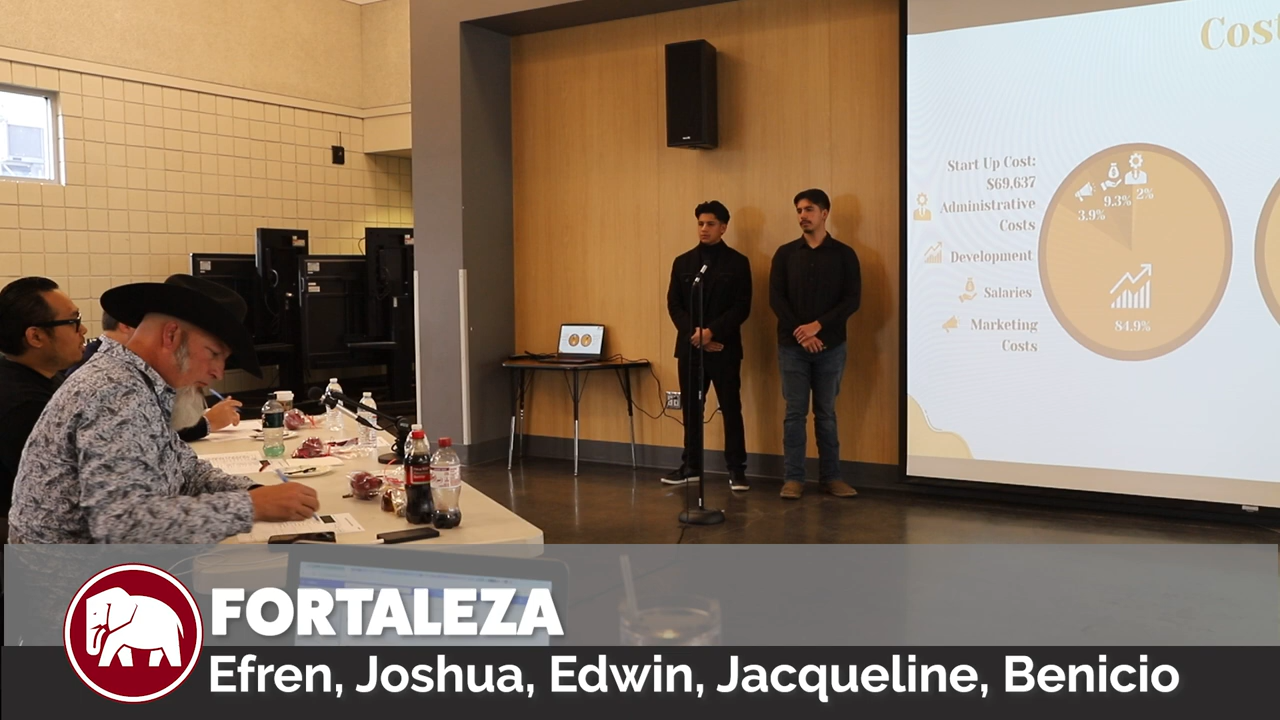 Cost
Start Up Cost:
$69,637
Administrative
Costs
Development
Salaries
Marketing
Costs
3.9%
9.3%
2%
84.9%
FORTALEZA
Efren, Joshua, Edwin, Jacqueline, Benicio